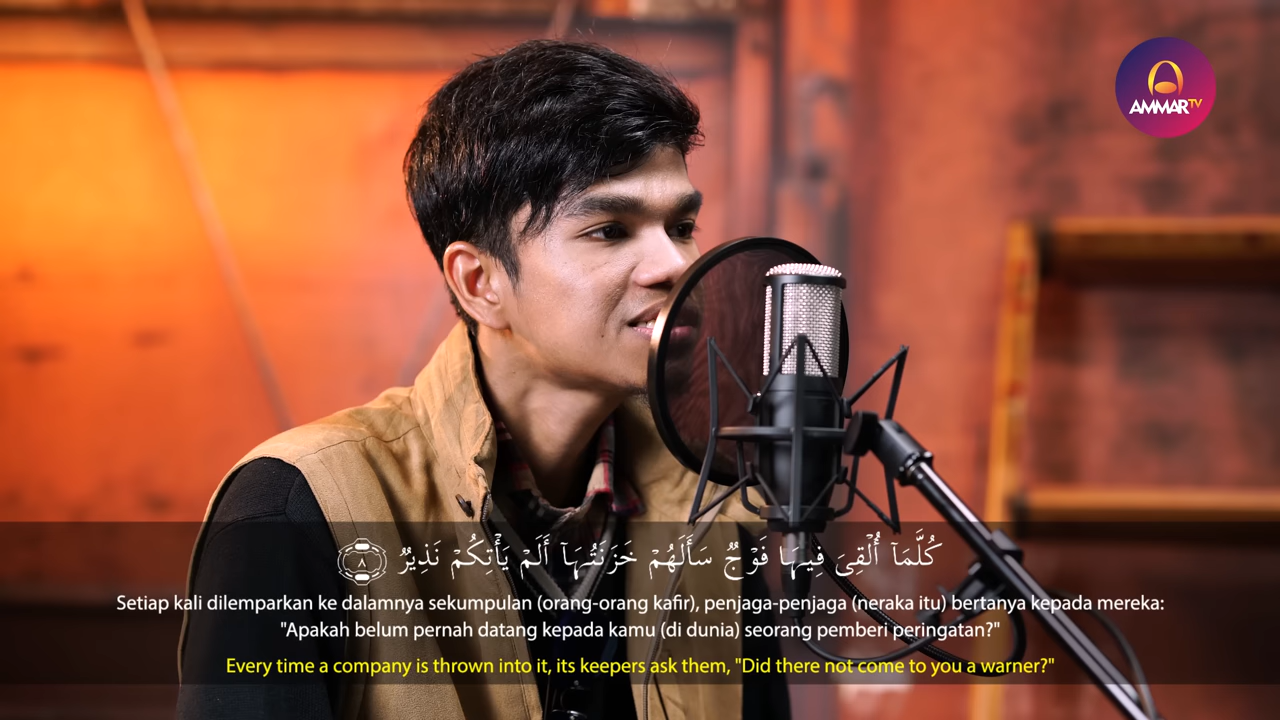 AMMARTV
كُلَّمَآ أُلْقِىَ فِيهَا فَوْجٌ سَأَلَهُمْ خَزَنَتُهَآ أَلَمْ يَأْتِكُمْ نَذِيرٌ ٨
Setiap kali dilemparkan ke dalamnya sekumpulan (orang-orang kafir), penjaga-penjaga (neraka itu) bertanya kepada mereka:
"Apakah belum pernah datang kepada kamu (di dunia) seorang pemberi peringatan?"
Every time a company is thrown into it, its keepers ask them, "Did there not come to you a warner?"